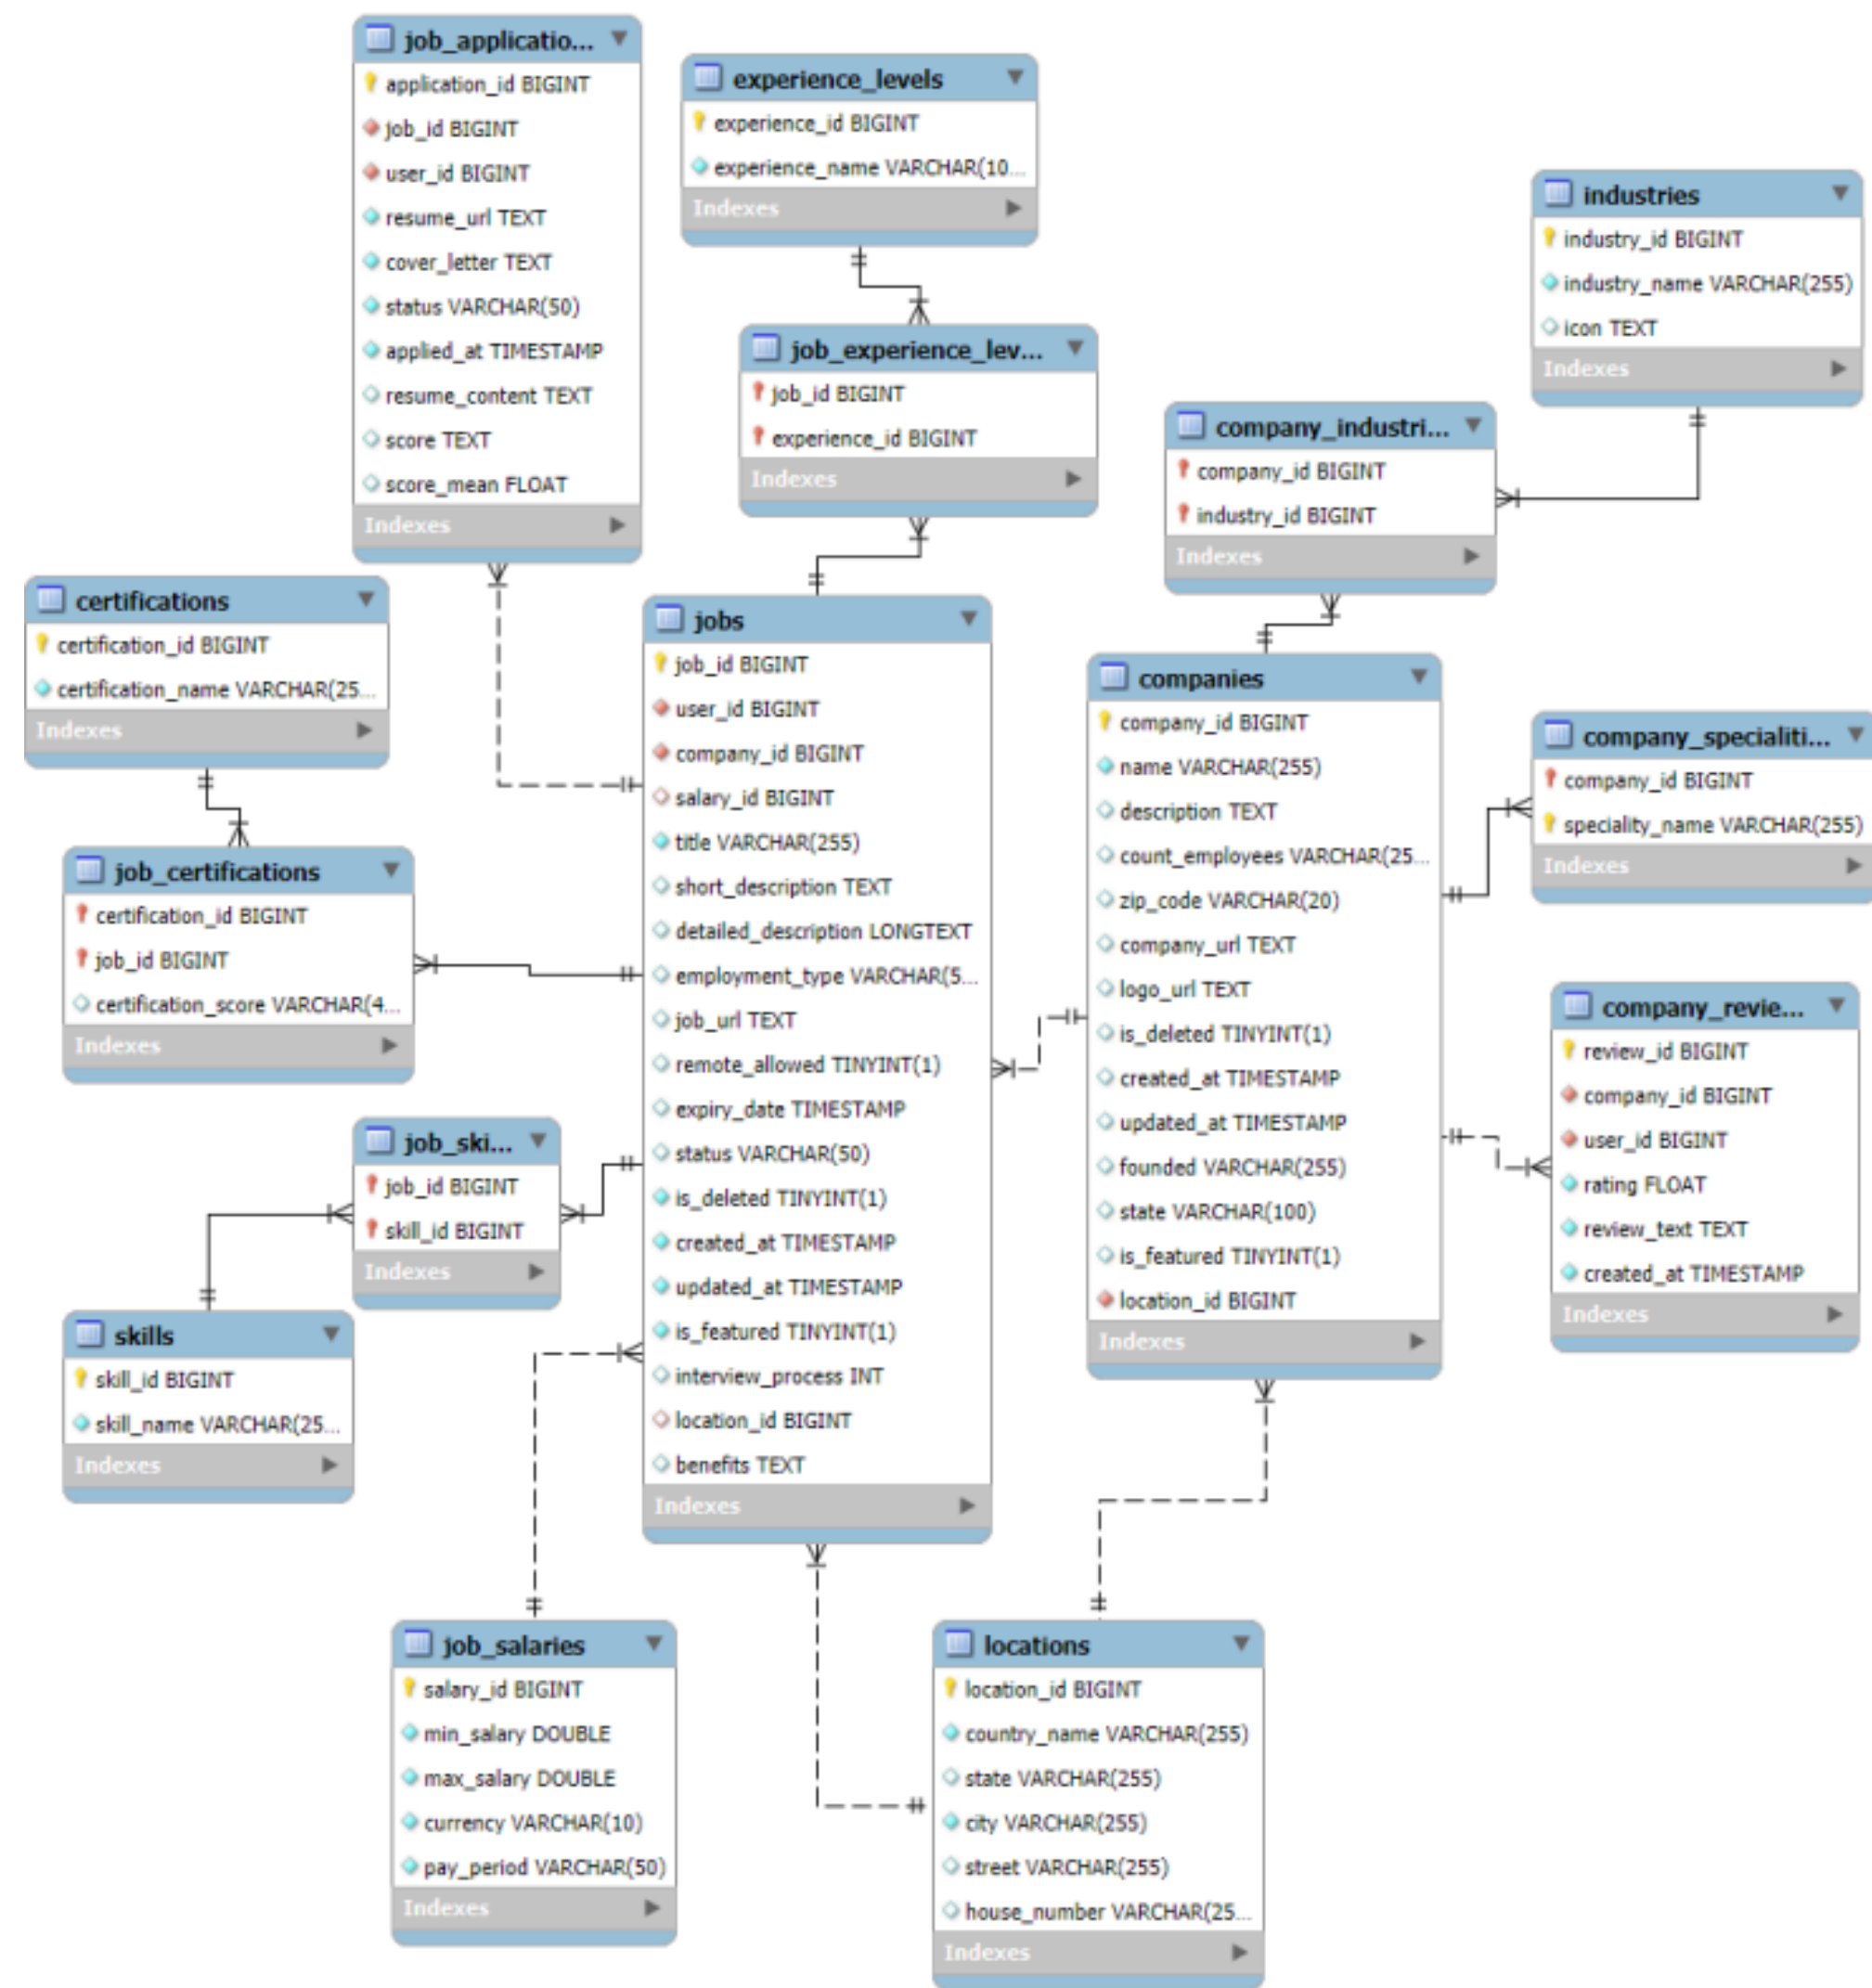 job_applicatio...
application_id BIGINT
job_id BIGINT
user_id BIGINT
resume_url TEXT
cover_letter TEXT
status VARCHAR(50)
applied_at TIMESTAMP
resume_content TEXT
score TEXT
score_mean FLOAT
Indexes
experience_levels
experience_id BIGINT
experience_name VARCHAR(10...
Indexes
industries
industry_id BIGINT
industry_name VARCHAR(255)
icon TEXT
Indexes
job_experience_lev...
job_id BIGINT
experience_id BIGINT
Indexes
company_industri...
company_id BIGINT
industry_id BIGINT
Indexes
certifications
certification_id BIGINT
certification_name VARCHAR(25...
Indexes
jobs
job_id BIGINT
user_id BIGINT
company_id BIGINT
salary_id BIGINT
title VARCHAR(255)
short_description TEXT
detailed_description LONGTEXT
employment_type VARCHAR(5...
job_url TEXT
remote_allowed TINYINT(1)
expiry_date TIMESTAMP
status VARCHAR(50)
is_deleted TINYINT(1)
created_at TIMESTAMP
updated_at TIMESTAMP
is_featured TINYINT(1)
interview_process INT
location_id BIGINT
benefits TEXT
Indexes
companies
company_id BIGINT
name VARCHAR(255)
description TEXT
count_employees VARCHAR(25...
zip_code VARCHAR(20)
company_url TEXT
logo_url TEXT
is_deleted TINYINT(1)
created_at TIMESTAMP
updated_at TIMESTAMP
founded VARCHAR(255)
state VARCHAR(100)
is_featured TINYINT(1)
location_id BIGINT
Indexes
company_specialiti...
company_id BIGINT
speciality_name VARCHAR(255)
Indexes
job_certifications
certification_id BIGINT
job_id BIGINT
certification_score VARCHAR(4...
Indexes
company_revie...
review_id BIGINT
company_id BIGINT
user_id BIGINT
rating FLOAT
review_text TEXT
created_at TIMESTAMP
Indexes
job_ski...
job_id BIGINT
skill_id BIGINT
Indexes
skills
skill_id BIGINT
skill_name VARCHAR(25...
Indexes
job_salaries
salary_id BIGINT
min_salary DOUBLE
max_salary DOUBLE
currency VARCHAR(10)
pay_period VARCHAR(50)
Indexes
locations
location_id BIGINT
country_name VARCHAR(255)
state VARCHAR(255)
city VARCHAR(255)
street VARCHAR(255)
house_number VARCHAR(25...
Indexes